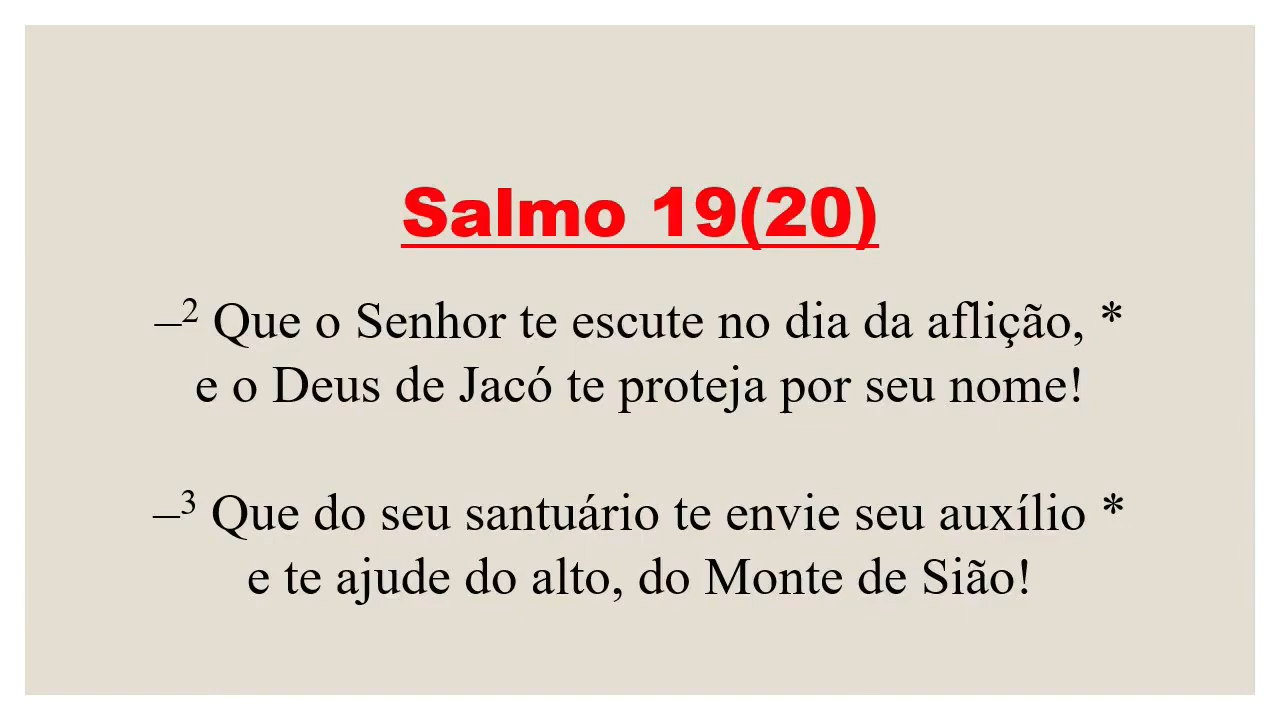 Salmo 19(20)
–² Que o Senhor te escute no dia da aflição, *
e o Deus de Jacó te proteja por seu nome!
–³ Que do seu santuário te envie seu auxílio *
e te ajude do alto, do Monte de Sião!